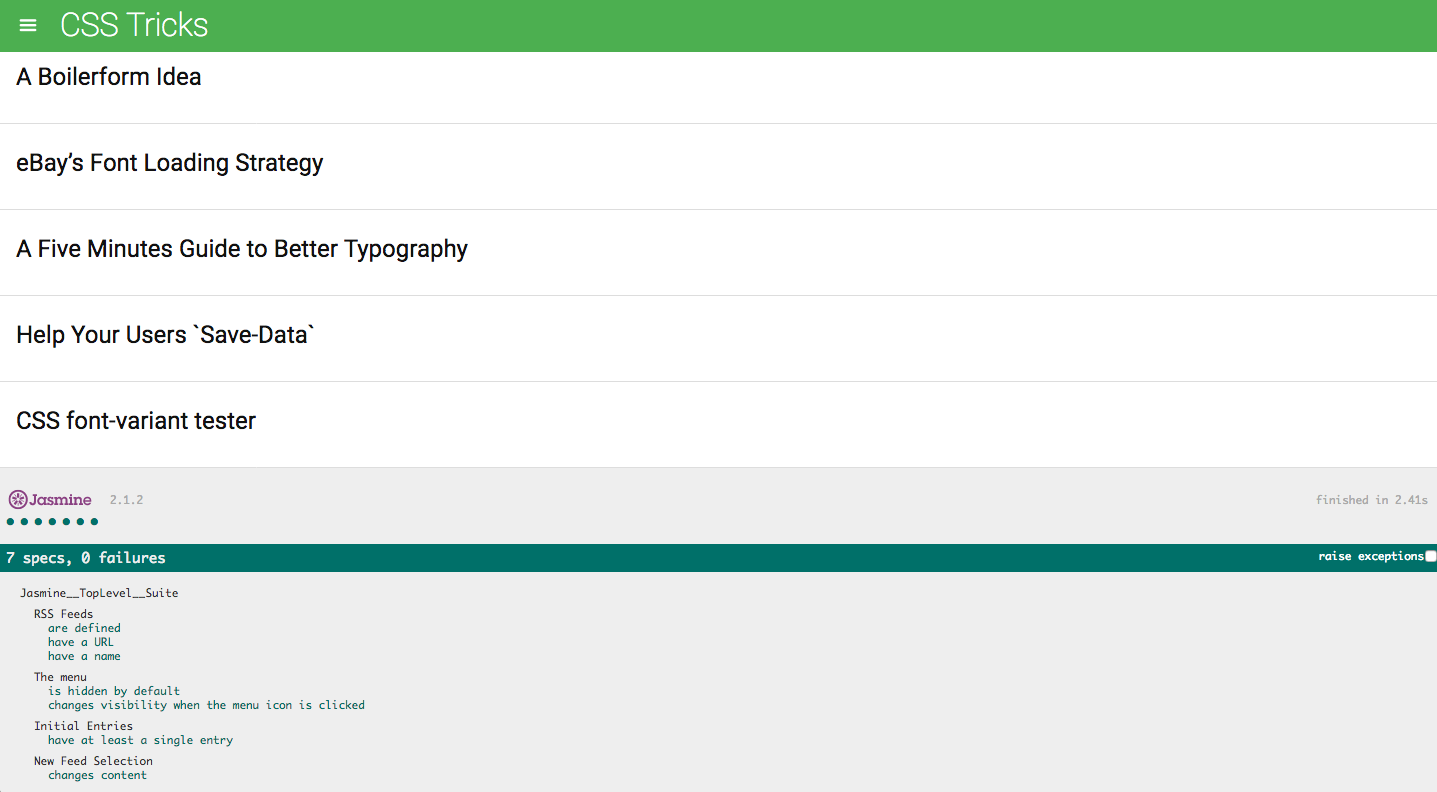 CSS Tricks
A Boilerform Idea
eBay’s Font Loading Strategy
A Five Minutes Guide to Better Typography
Help Your Users `Save-Data`
CSS font-variant tester
Jasmine 2.1.2 finished in 2.41s
7 specs, 0 failures raise exceptions
Jasmine__TopLevel__Suite
RSS Feeds
are defined
have a URL
have a name
The menu
is hidden by default
changes visibility when the menu icon is clicked
Initial Entries
have at least a single entry
New Feed Selection
changes content